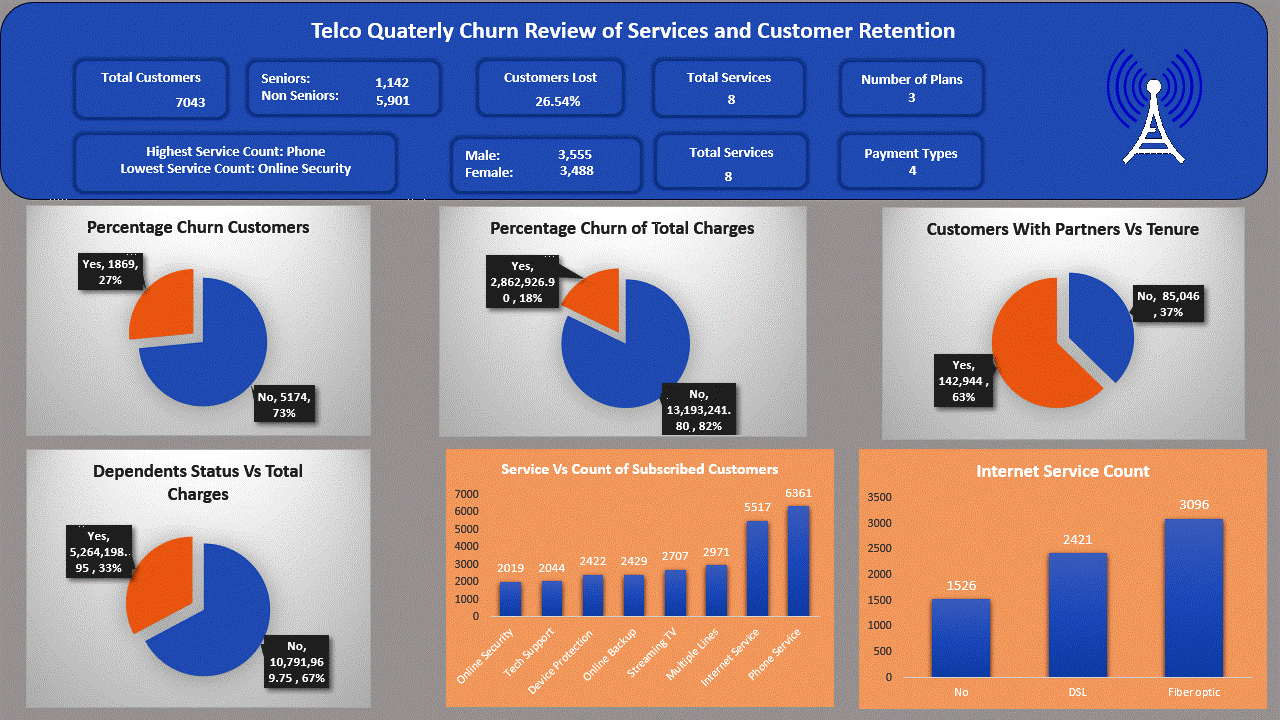 Telco Quaterly Churn Review of Services and Customer Retention
Total Customers
7043
Seniors: 1,142
Non Seniors: 5,901
Customers Lost
26.54%
Total Services
8
Number of Plans
3
Highest Service Count: Phone
Lowest Service Count: Online Security
Male: 3,555
Female: 3,488
Total Services
8
Payment Types
4
Percentage Churn Customers
Yes, 1869,
27%
No, 5174,
73%
Percentage Churn of Total Charges
Yes,
2,862,926.9
0 , 18%
No,
13,193,241.
80 , 82%
Customers With Partners Vs Tenure
No, 85,046
, 37%
Yes,
142,944 ,
63%
Dependents Status Vs Total
Charges
Yes,
5,264,198.
95 , 33%
No,
10,791,96
9.75 , 67%
Service Vs Count of Subscribed Customers
7000
6000
5000
4000
3000
2000
1000
0
2019
2044
2422
2429
2707
2971
5517
6361
Online Security
Tech Support
Device Protection
Online Backup
Streaming TV
Multiple Lines
Internet Service
Phone Service
Internet Service Count
3500
3000
2500
2000
1500
1000
500
0
1526
2421
3096
No
DSL
Fiber optic